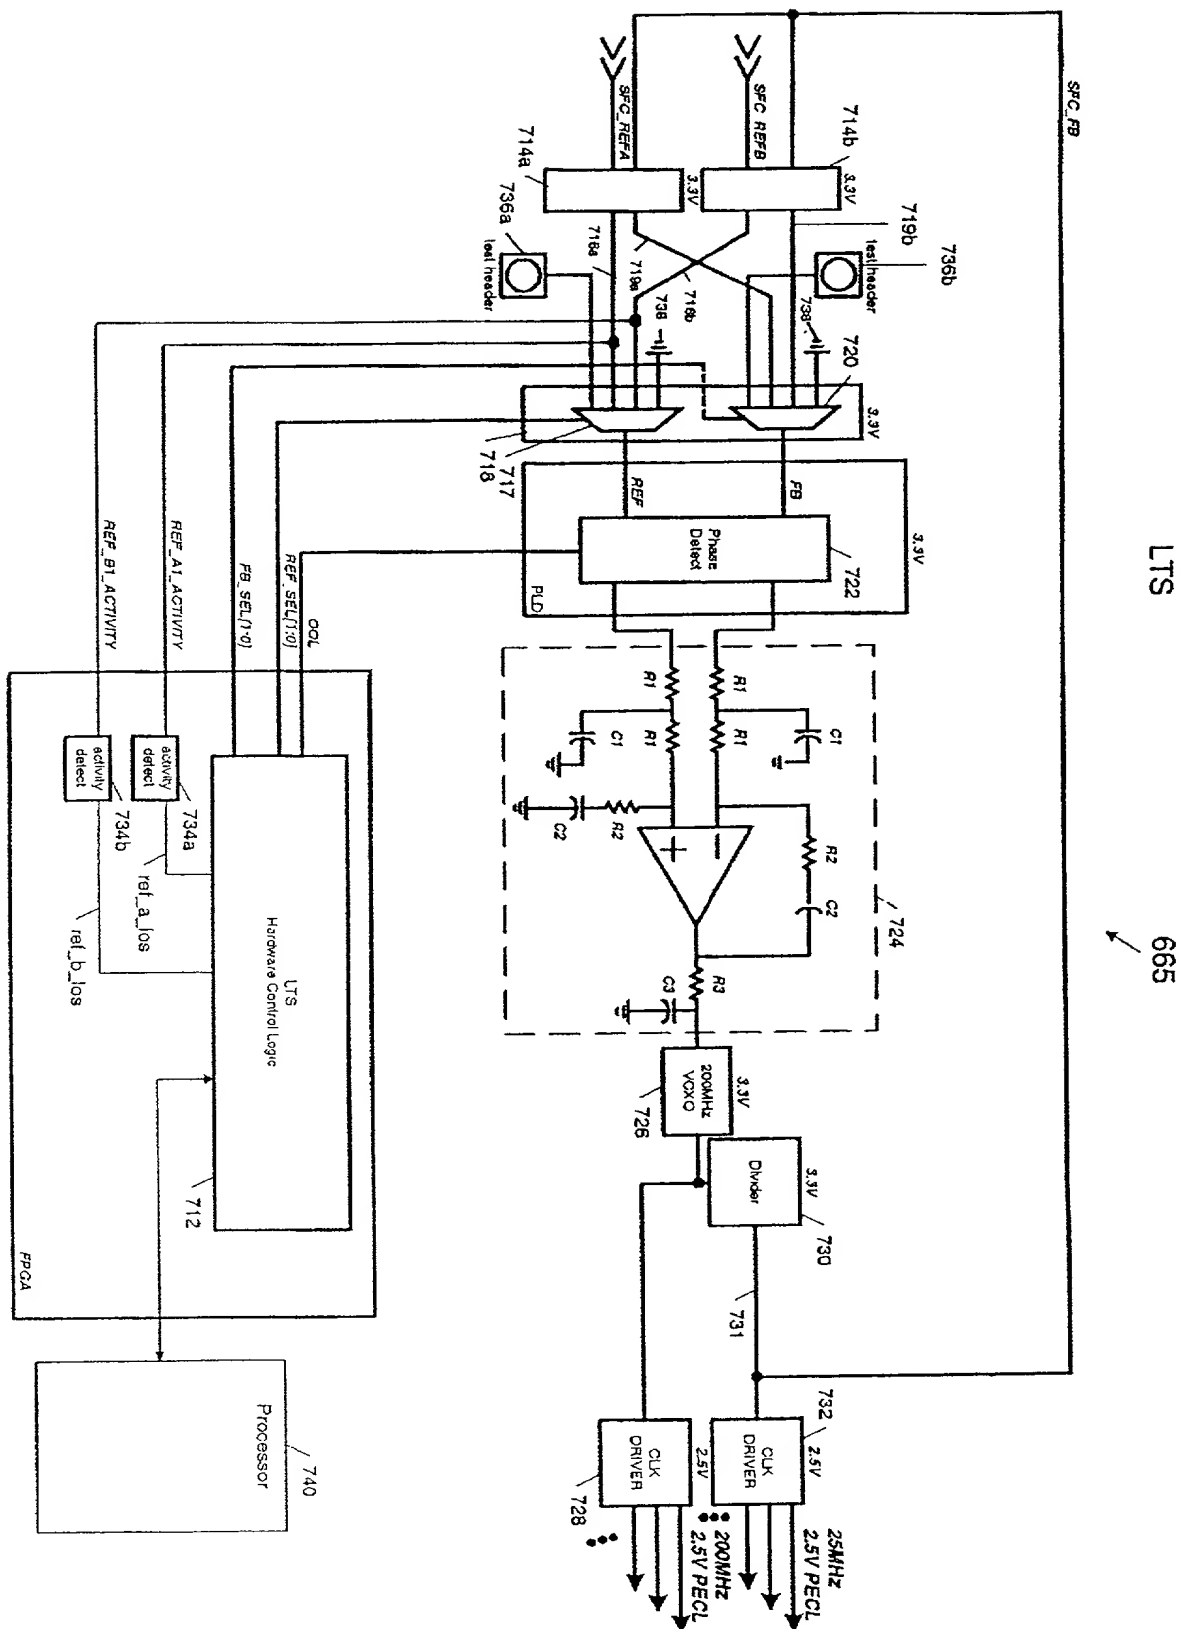 LTS
665
SFC_FB
SFC_REFB
SFC_REFA
714b
714a
3.3V
3.3V
719b
736b
test header
736a
test header
716a
719a
716b
738
738
720
3.3V
717
718
REF
FB
3.3V
Phase
Detect
722
PLD
OOL
REF_SEL[1:0]
FB_SEL[1:0]
REF_A1_ACTIVITY
REF_B1_ACTIVITY
R1
R1
R1
R1
C1
C1
R2
C2
R2
C2
724
R3
C3
3.3V
200MHz
VCXO
726
3.3V
Divider
730
731
732
2.5V
CLK
DRIVER
25MHz
2.5V PECL
2.5V
CLK
DRIVER
728
200MHz
2.5V PECL
activity
detect
734a
activity
detect
734b
ref_a_los
ref_b_los
LTS
Hardware Control Logic
712
FPGA
Processor
740